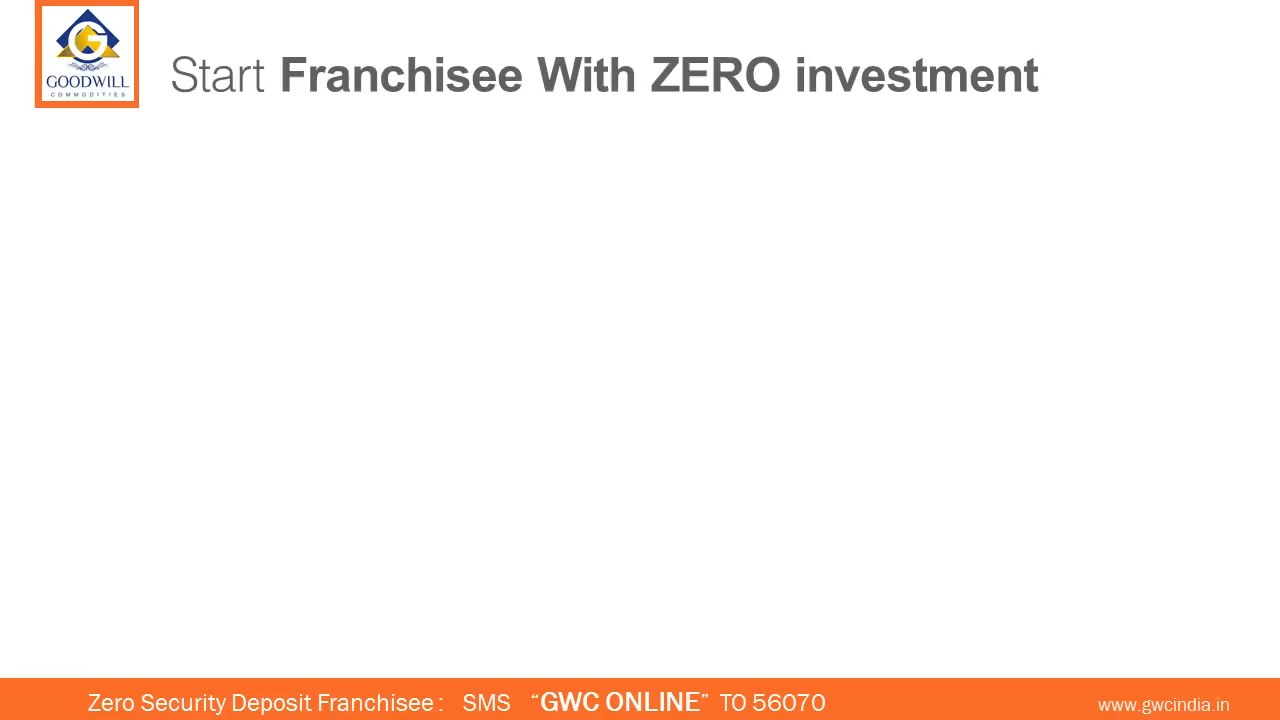 GOODWILL
COMMODITIES
Start Franchisee With ZERO investment
Zero Security Deposit Franchisee : SMS “GWC ONLINE” TO 56070
www.gwcindia.in